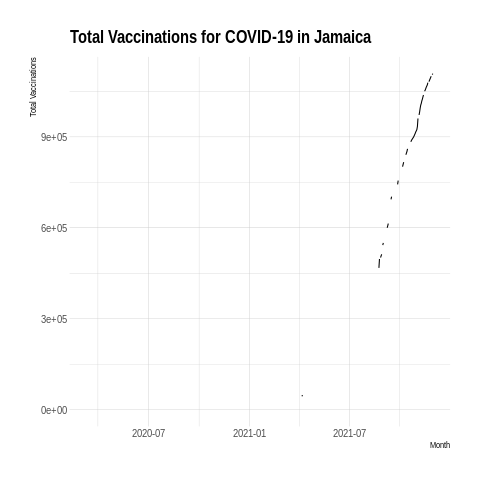 Total Vaccinations for COVID-19 in Jamaica
Total Vaccinations
9e+05
6e+05
3e+05
0e+00
2020-07 2021-01 2021-07
Month